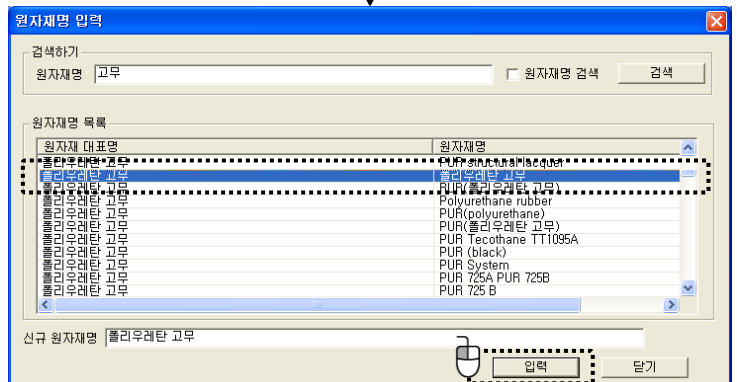 원자재명 입력
검색하기
원자재명 고무 원자재명 검색 검색
원자재명 목록
원자재 대표명 원자재명
폴리우레탄 고무 PUR structural lacquer
폴리우레탄 고무 폴리우레탄 고무
폴리우레탄 고무 PUR(폴리우레탄 고무)
폴리우레탄 고무 Polyurethane rubber
폴리우레탄 고무 PUR(polyurethane)
폴리우레탄 고무 PUR(폴리우레탄 고무)
폴리우레탄 고무 PUR Tecothane TT1095A
폴리우레탄 고무 PUR (black)
폴리우레탄 고무 PUR System
폴리우레탄 고무 PUR 725A PUR 725B
폴리우레탄 고무 PUR 725 B
신규 원자재명 폴리우레탄 고무
입력 닫기